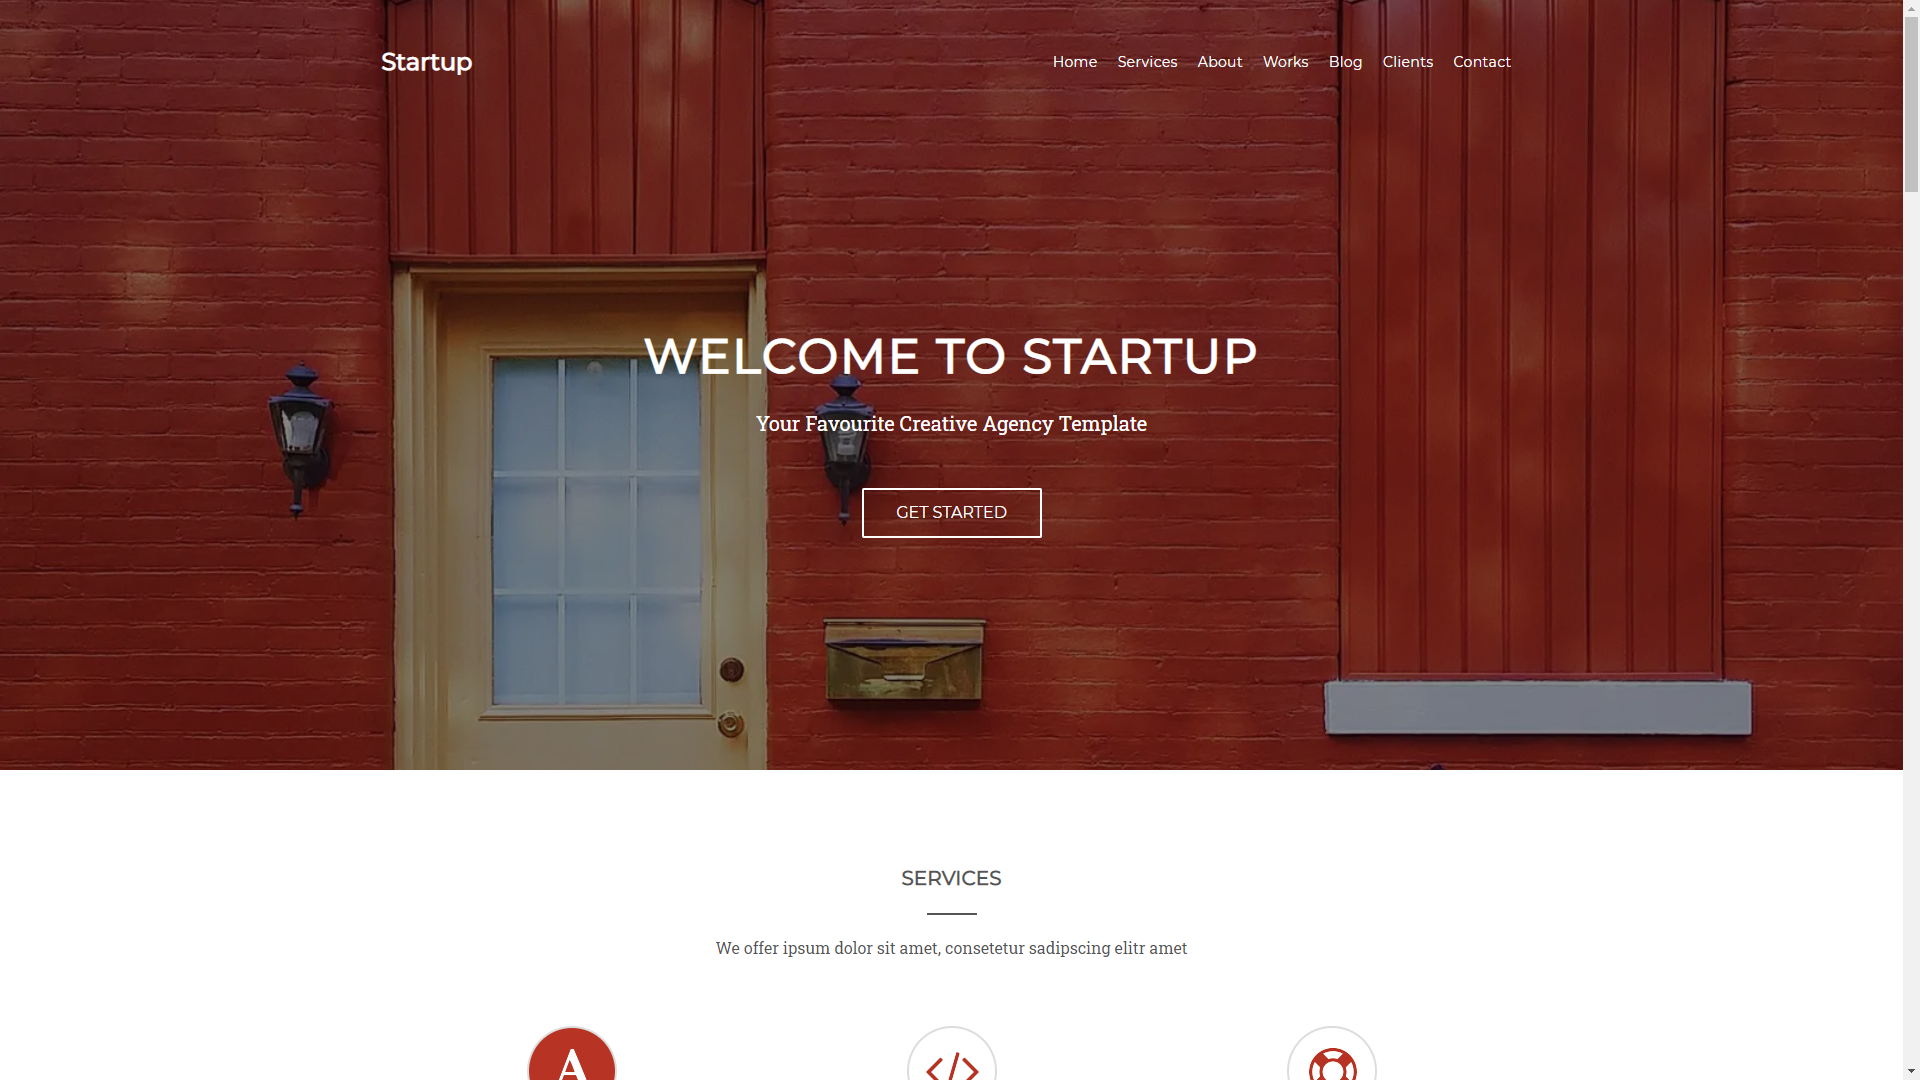 Startup
Home Services About Works Blog Clients Contact
WELCOME TO STARTUP
Your Favourite Creative Agency Template
GET STARTED
SERVICES
We offer ipsum dolor sit amet, consetetur sadipscing elitr amet
A